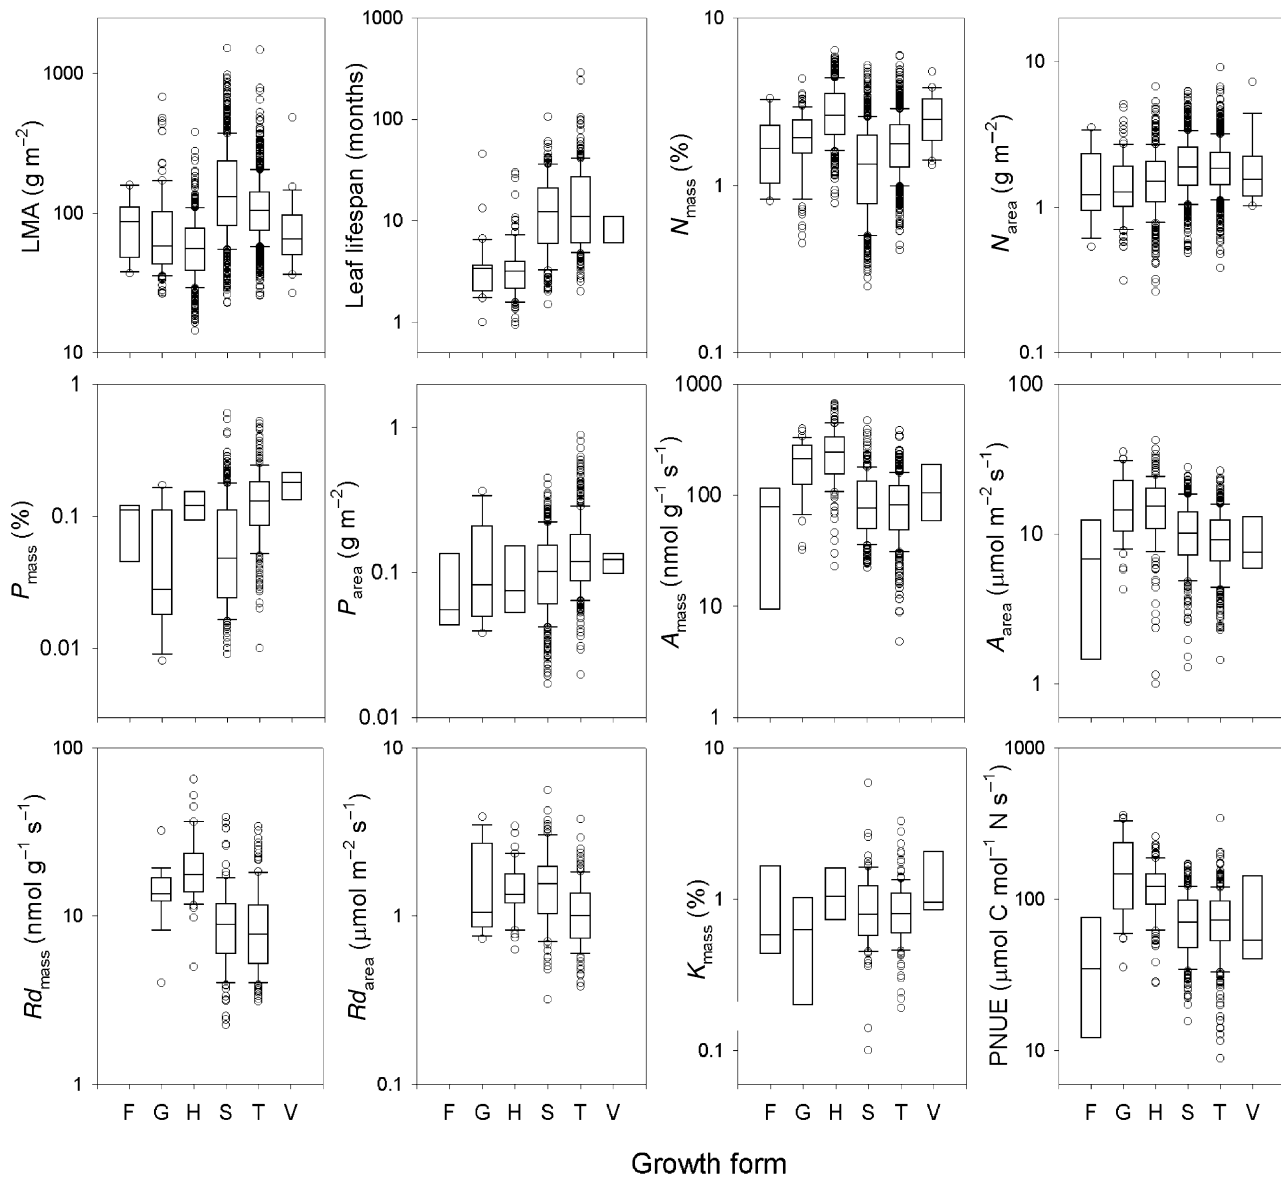 LMA (g m−2)
1000
100
10
Leaf lifespan (months)
1000
100
10
1
Nmass (%)
10
1
0.1
Narea (g m−2)
10
1
0.1
Pmass (%)
1
0.1
0.01
Parea (g m−2)
1
0.1
0.01
Amass (nmol g−1 s−1)
1000
100
10
1
Aarea (μmol m−2 s−1)
100
10
1
Rdmass (nmol g−1 s−1)
100
10
1
Rdarea (μmol m−2 s−1)
10
1
0.1
Kmass (%)
10
1
0.1
PNUE (μmol C mol−1 N s−1)
1000
100
10
F G H S T V
F G H S T V
F G H S T V
F G H S T V
Growth form